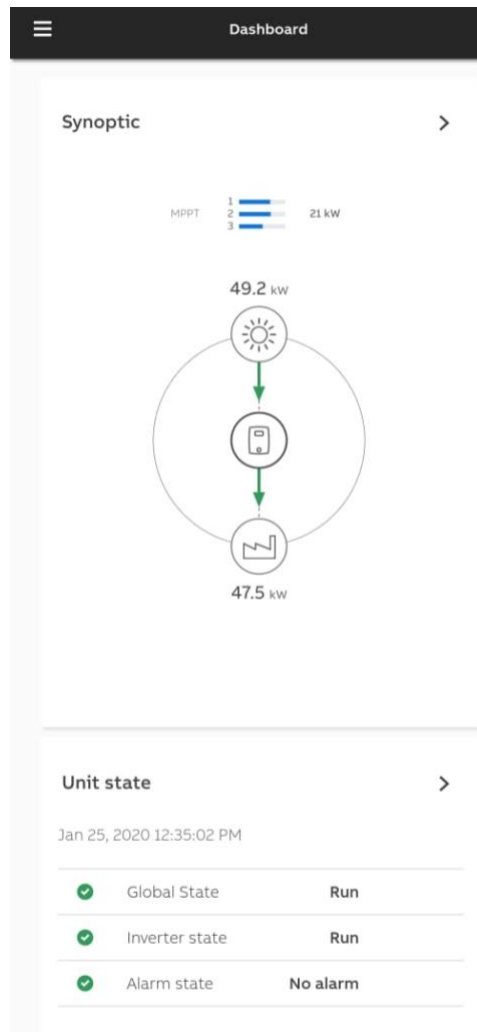 Dashboard
Synoptic
MPPT 1 2 3 21 kW
49.2 kW
47.5 kW
Unit state
Jan 25, 2020 12:35:02 PM
Global State Run
Inverter state Run
Alarm state No alarm